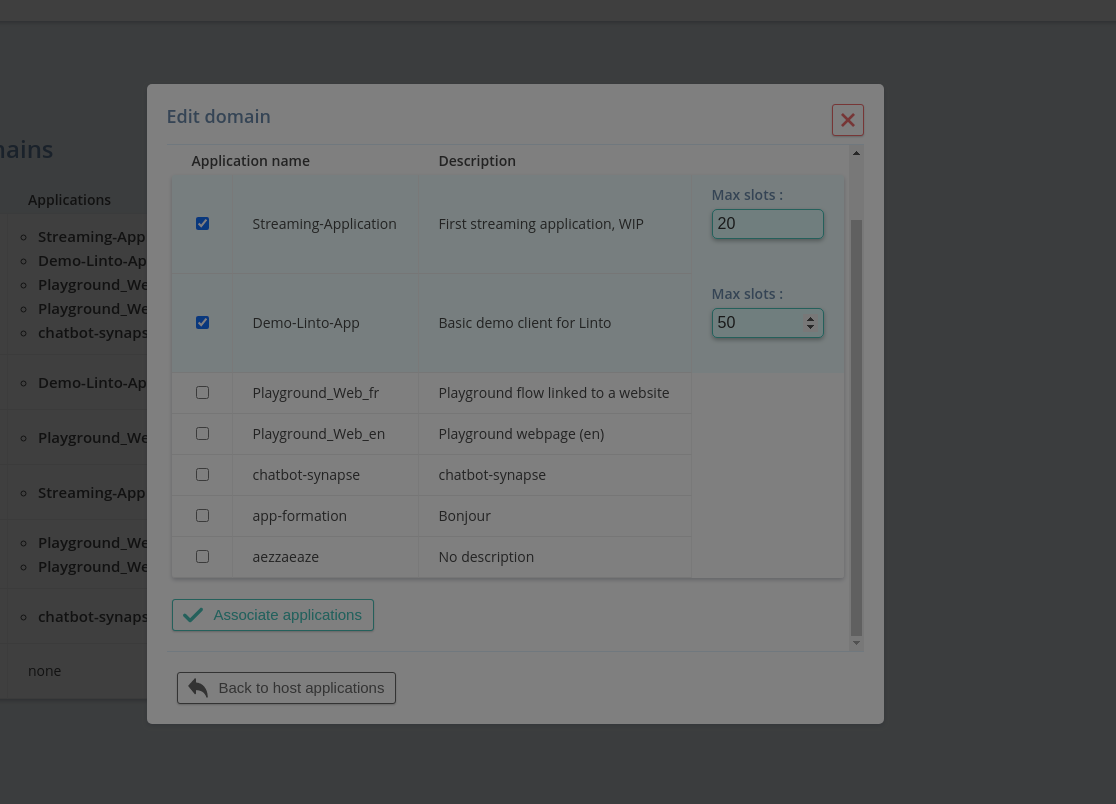 Edit domain
Application name Description
Streaming-Application First streaming application, WIP Max slots : 20
Demo-Linto-App Basic demo client for Linto Max slots : 50
Playground_Web_fr Playground flow linked to a website
Playground_Web_en Playground webpage (en)
chatbot-synapse chatbot-synapse
app-formation Bonjour
aezzaeaze No description
Associate applications
Back to host applications
mains
Applications
Streaming-App
Demo-Linto-Ap
Playground_We
Playground_We
chatbot-synaps
Demo-Linto-Ap
Playground_We
Streaming-App
Playground_We
Playground_We
chatbot-synaps
none